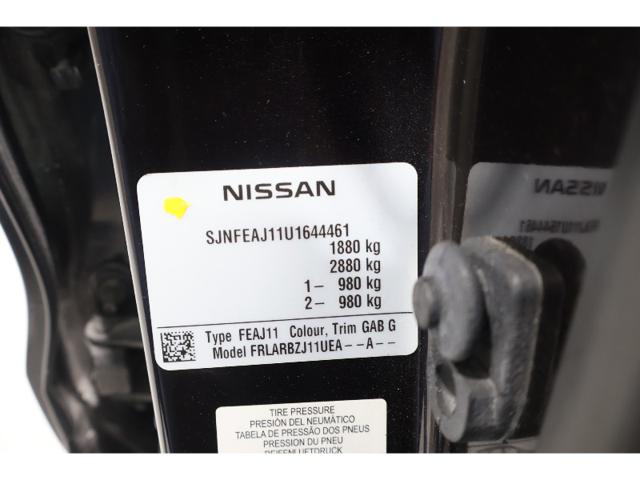 NISSAN
SJNFEAJ11U1644461
1880 kg
2880 kg
1– 980 kg
2– 980 kg
Type FEAJ11 Colour, Trim GAB G
Model FRLARBZJ11UEA--A--
TIRE PRESSURE
PRESIÓN DEL NEUMÁTICO
TABELA DE PRESSÃO DOS PNEUS
PRESSION DU PNEU
REIFENLUFTDRUCK